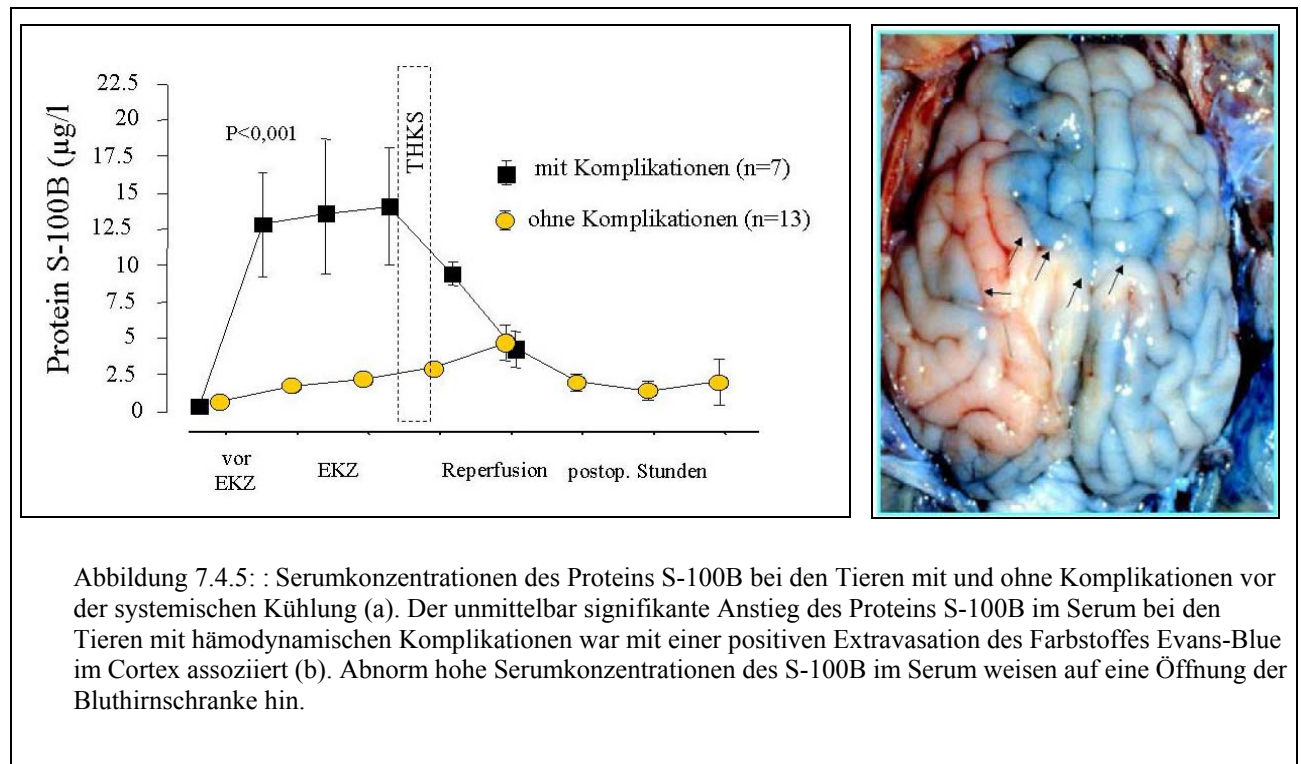 Protein S-100B (µg/l
22.5
20
17.5
15
12.5
10
7.5
5
2.5
0
P<0,001
THKS
mit Komplikationen (n=7)
ohne Komplikationen (n=13)
vor
EKZ
EKZ
Reperfusion
postop. Stunden
Abbildung 7.4.5: : Serumkonzentrationen des Proteins S-100B bei den Tieren mit und ohne Komplikationen vor
der systemischen Kühlung (a). Der unmittelbar signifikante Anstieg des Proteins S-100B im Serum bei den
Tieren mit hämodynamischen Komplikationen war mit einer positiven Extravasation des Farbstoffes Evans-Blue
im Cortex assoziiert (b). Abnorm hohe Serumkonzentrationen des S-100B im Serum weisen auf eine Öffnung der
Bluthirnschranke hin.